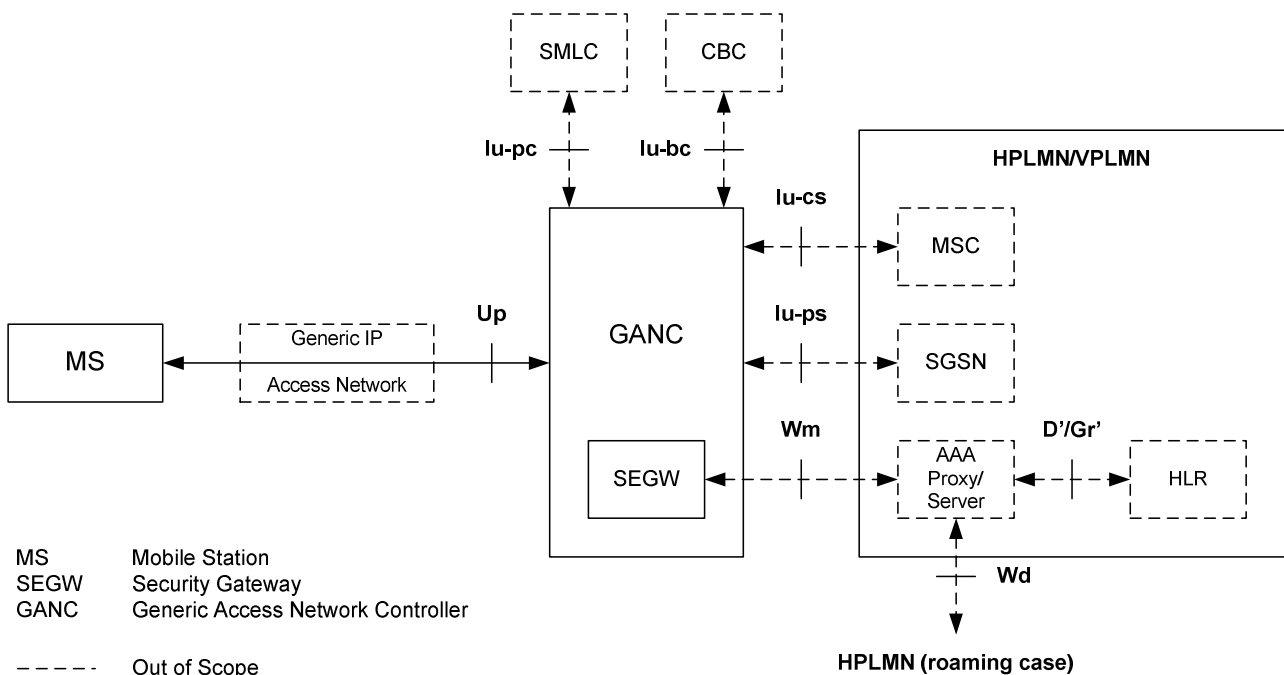 SMLC
CBC
Iu-pc
Iu-bc
HPLMN/VPLMN
Iu-cs
MSC
Up
Iu-ps
Generic IP
Access Network
MS
GANC
SGSN
Wm
D’/Gr’
SEGW
AAA
Proxy/
Server
HLR
MS Mobile Station
SEGW Security Gateway
GANC Generic Access Network Controller
Out of Scope
Wd
HPLMN (roaming case)